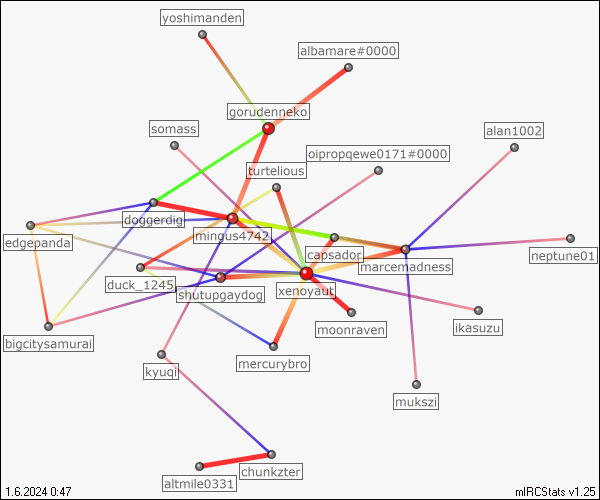 yoshimanden
albamare#0000
gorudenneko
somass
alan1002
oipropqewe0171#0000
turtelious
doggerdig
mingus4742
edgepanda
capsador
marcemadness
neptune01
duck_1245
shutupgaydog
xenoyaut
moonraven
ikasuzu
bigcitysamurai
mercurybro
kyuqi
mukszi
chunkzter
altmile0331
1.6.2024 0:47
mIRCStats v1.25